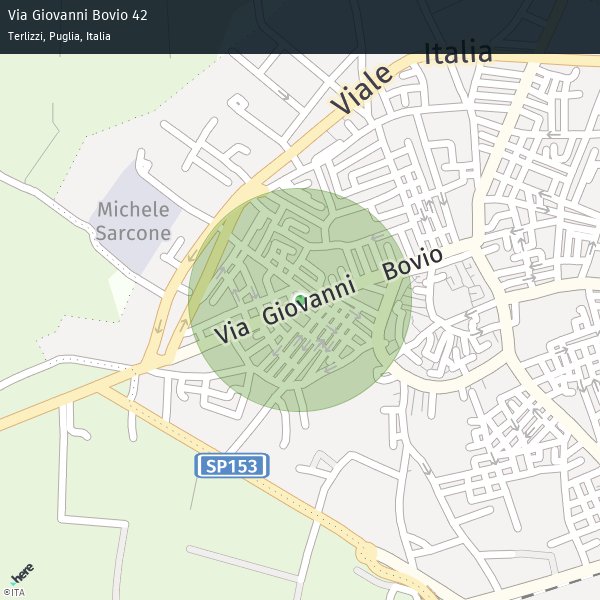 Via Giovanni Bovio 42
Terlizzi, Puglia, Italia
Viale Italia
Michele
Sarcone
Via Giovanni Bovio
SP153
here
©ITA